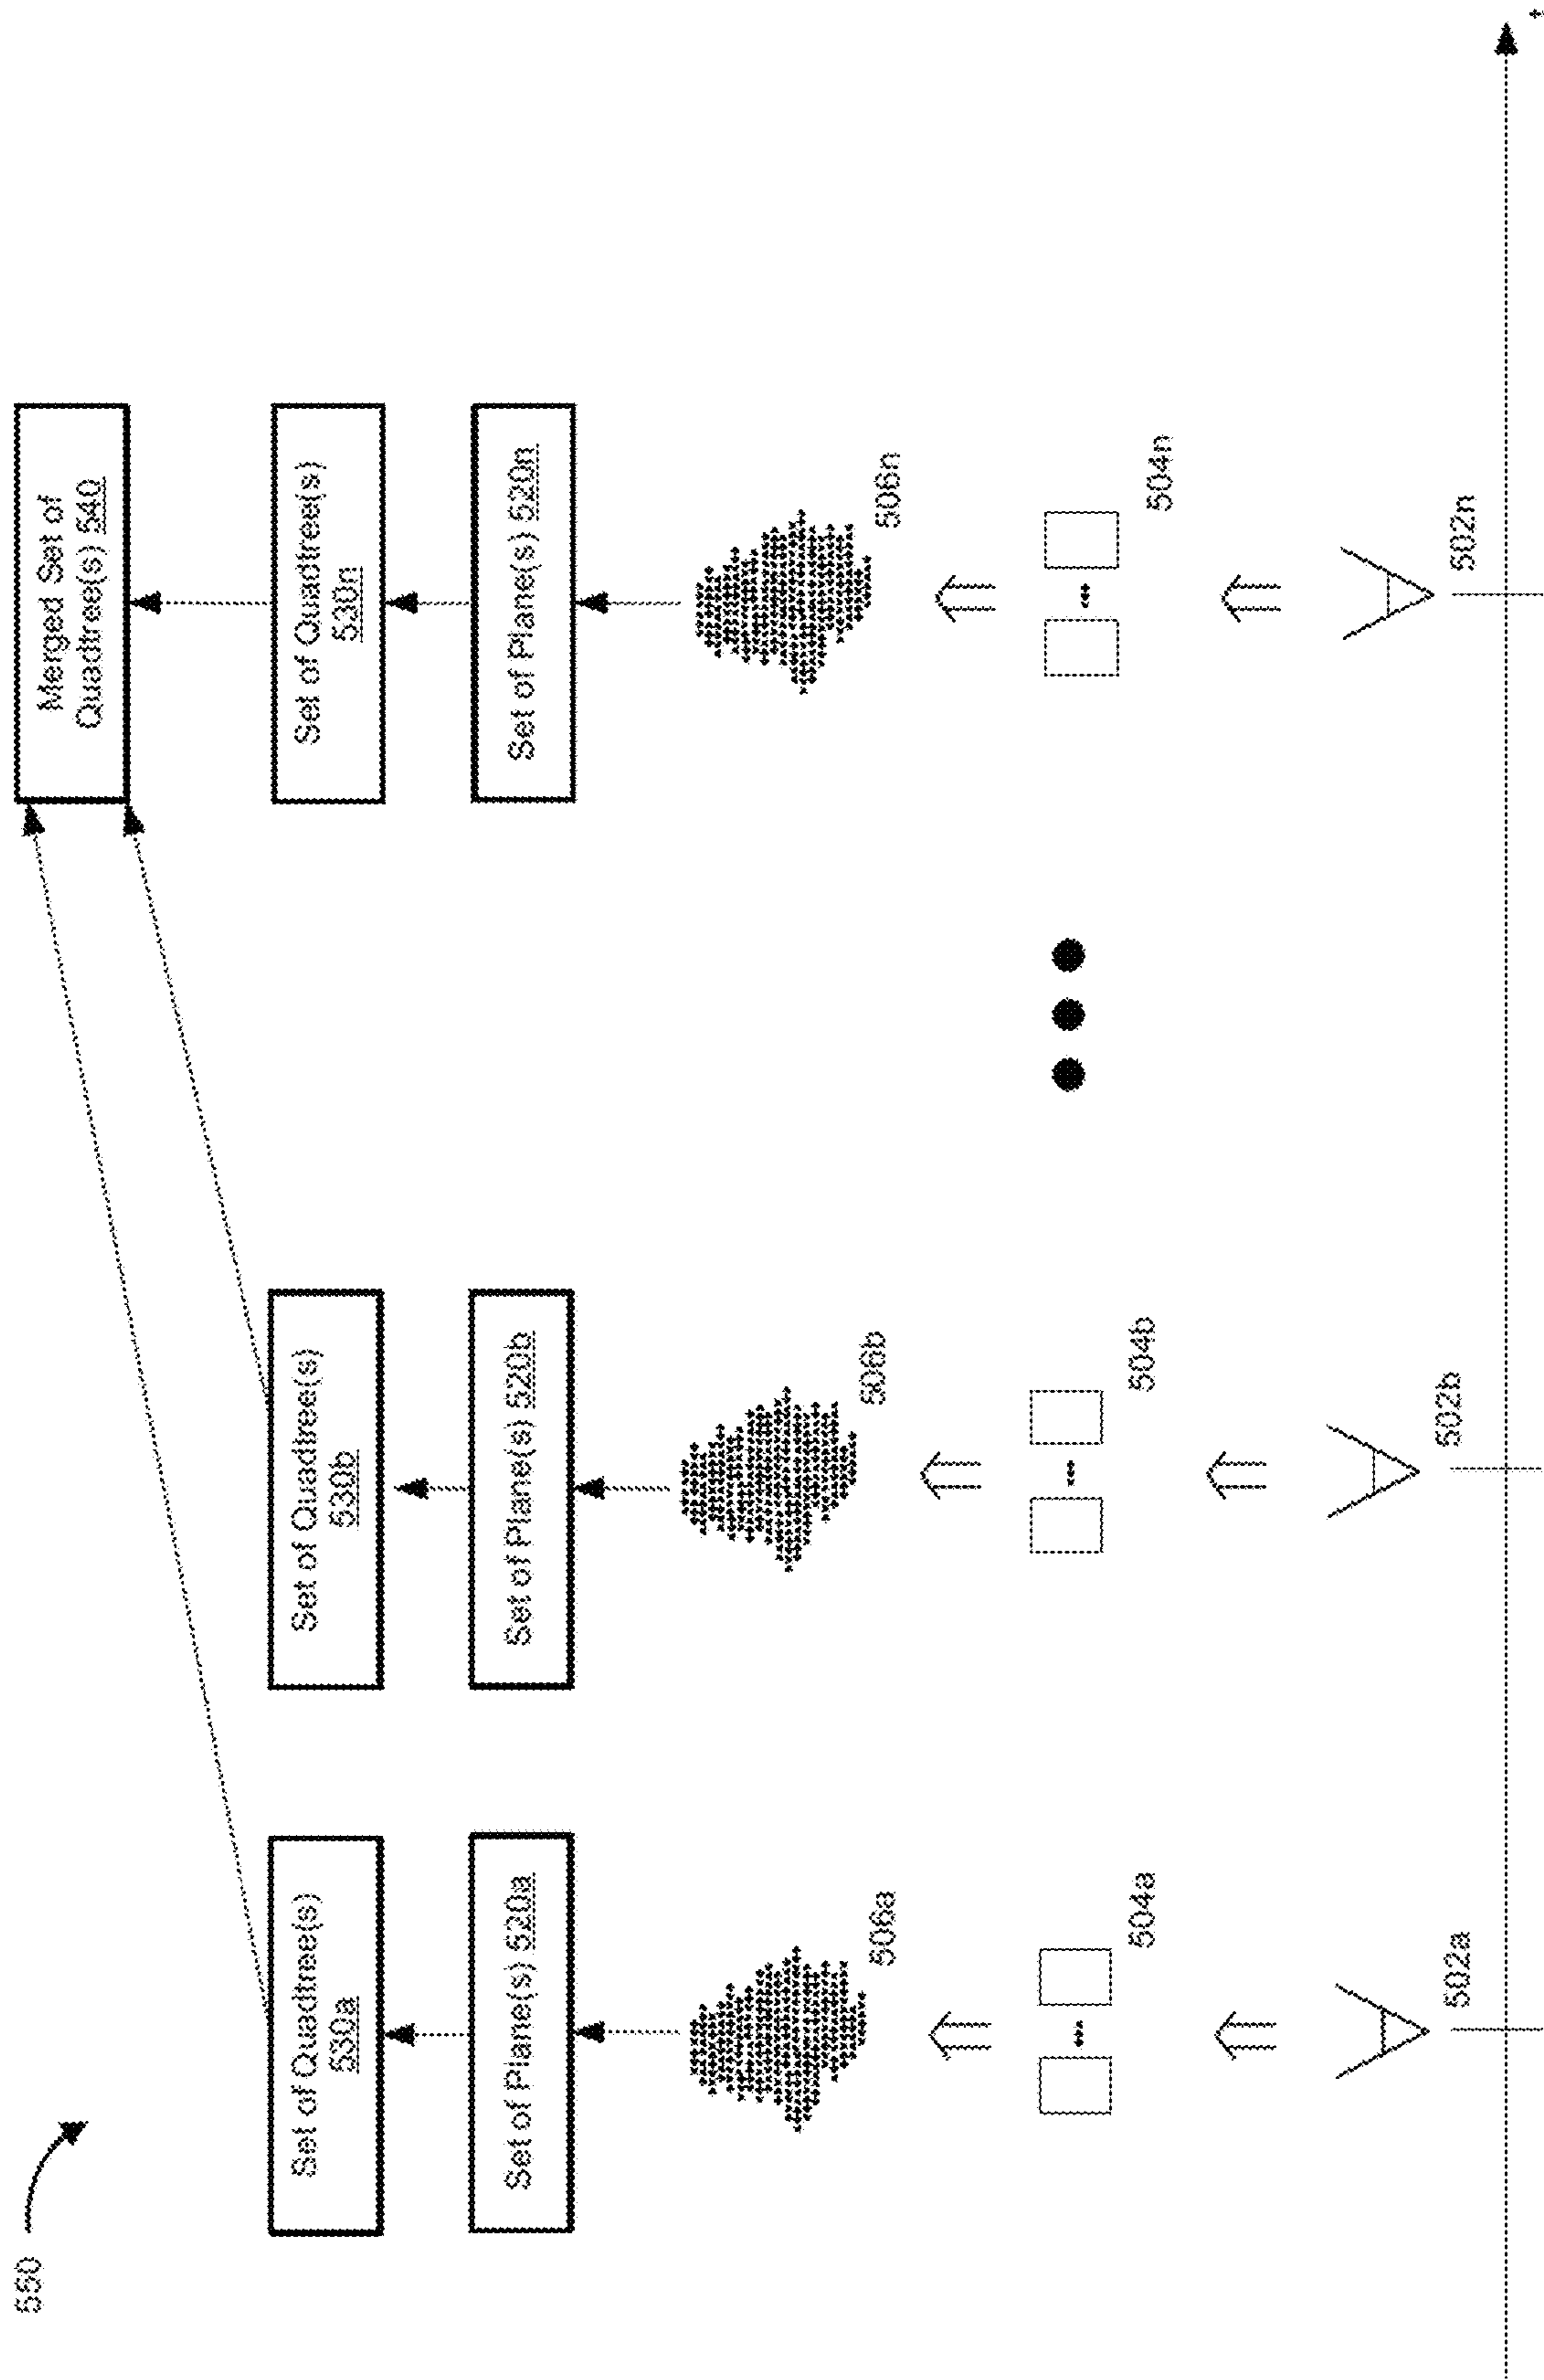 550
Merged Set of
Quadtree(s) 540
Set of Quadtree(s)
530a
Set of Quadtree(s)
530b
Set of Quadtree(s)
530n
Set of Plane(s) 520a
Set of Plane(s) 520b
Set of Plane(s) 520n
506a
506b
506n
504a
504b
504n
502a
502b
502n
t